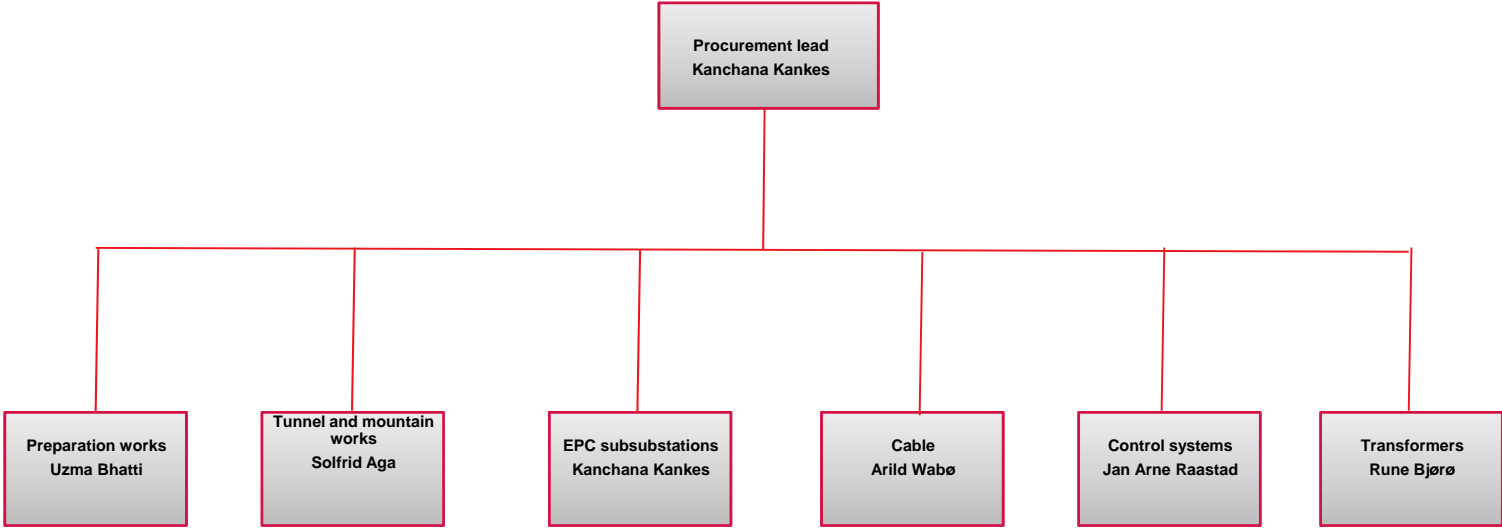 Procurement lead
Kanchana Kankes
Preparation works
Uzma Bhatti
Tunnel and mountain
works
Solfrid Aga
EPC subsubstations
Kanchana Kankes
Cable
Arild Wabø
Control systems
Jan Arne Raastad
Transformers
Rune Bjørø